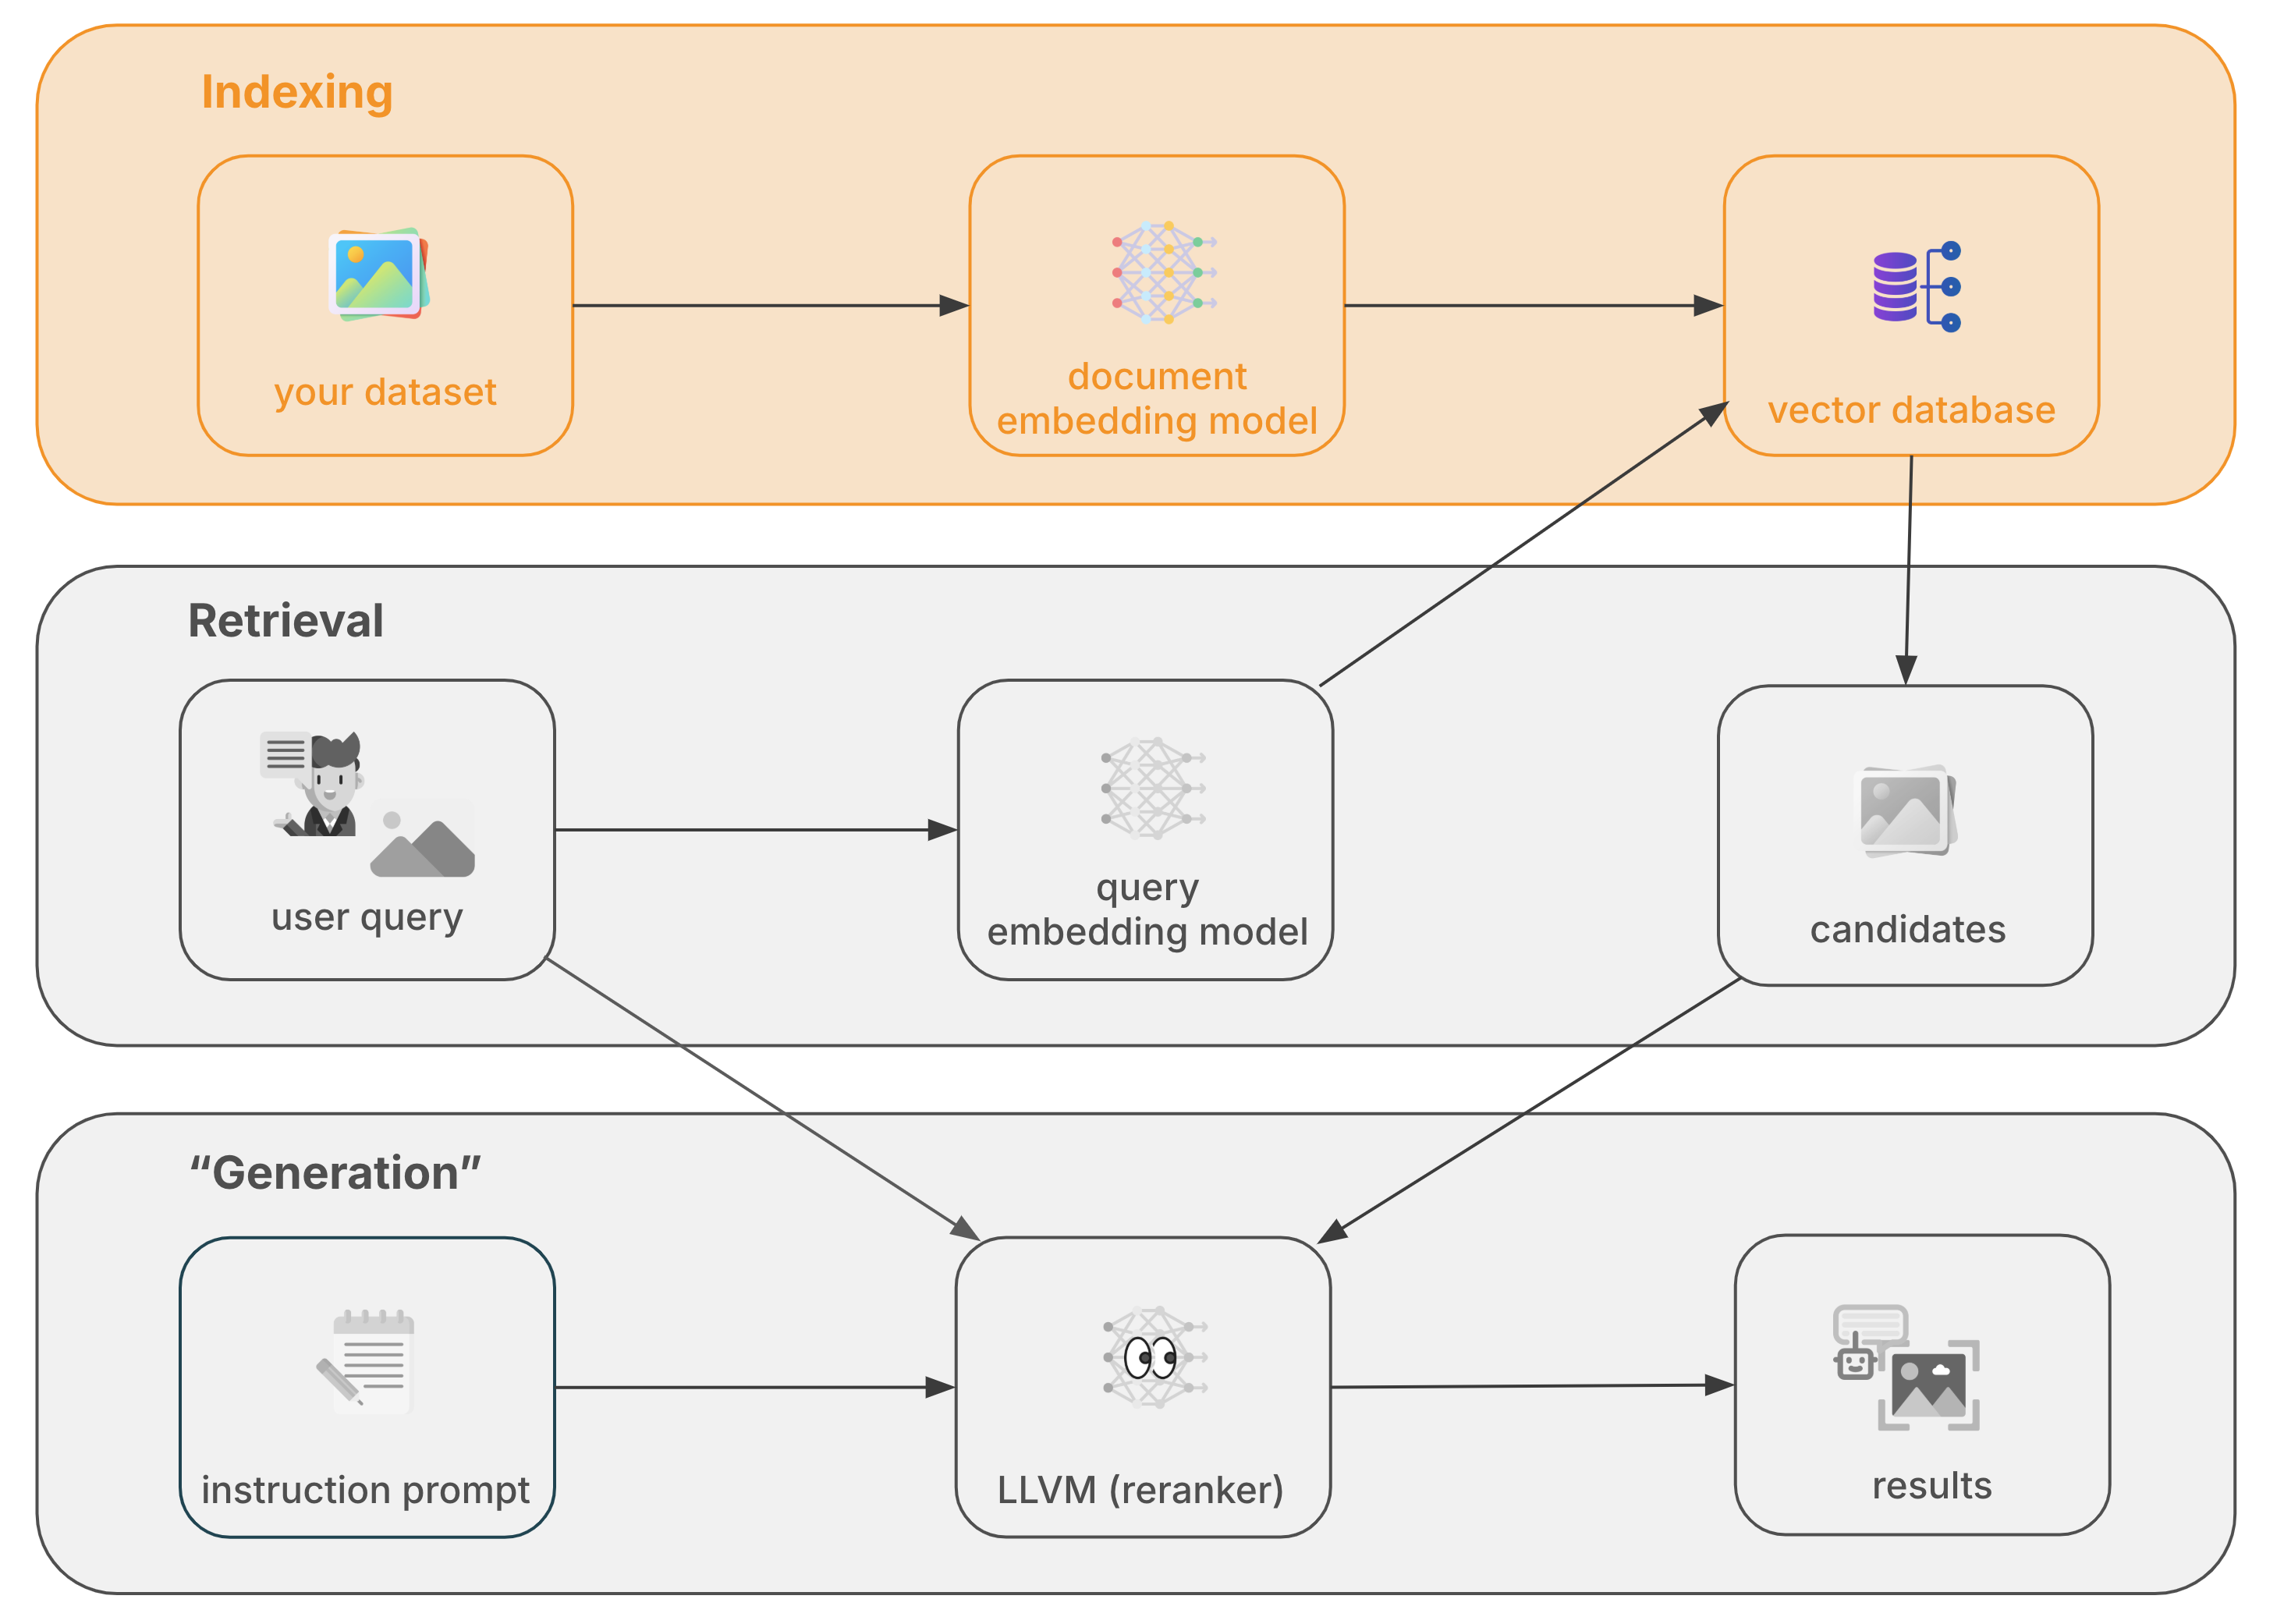 Indexing
your dataset
document
embedding model
vector database
Retrieval
user query
query
embedding model
candidates
“Generation”
instruction prompt
LLVM (reranker)
results